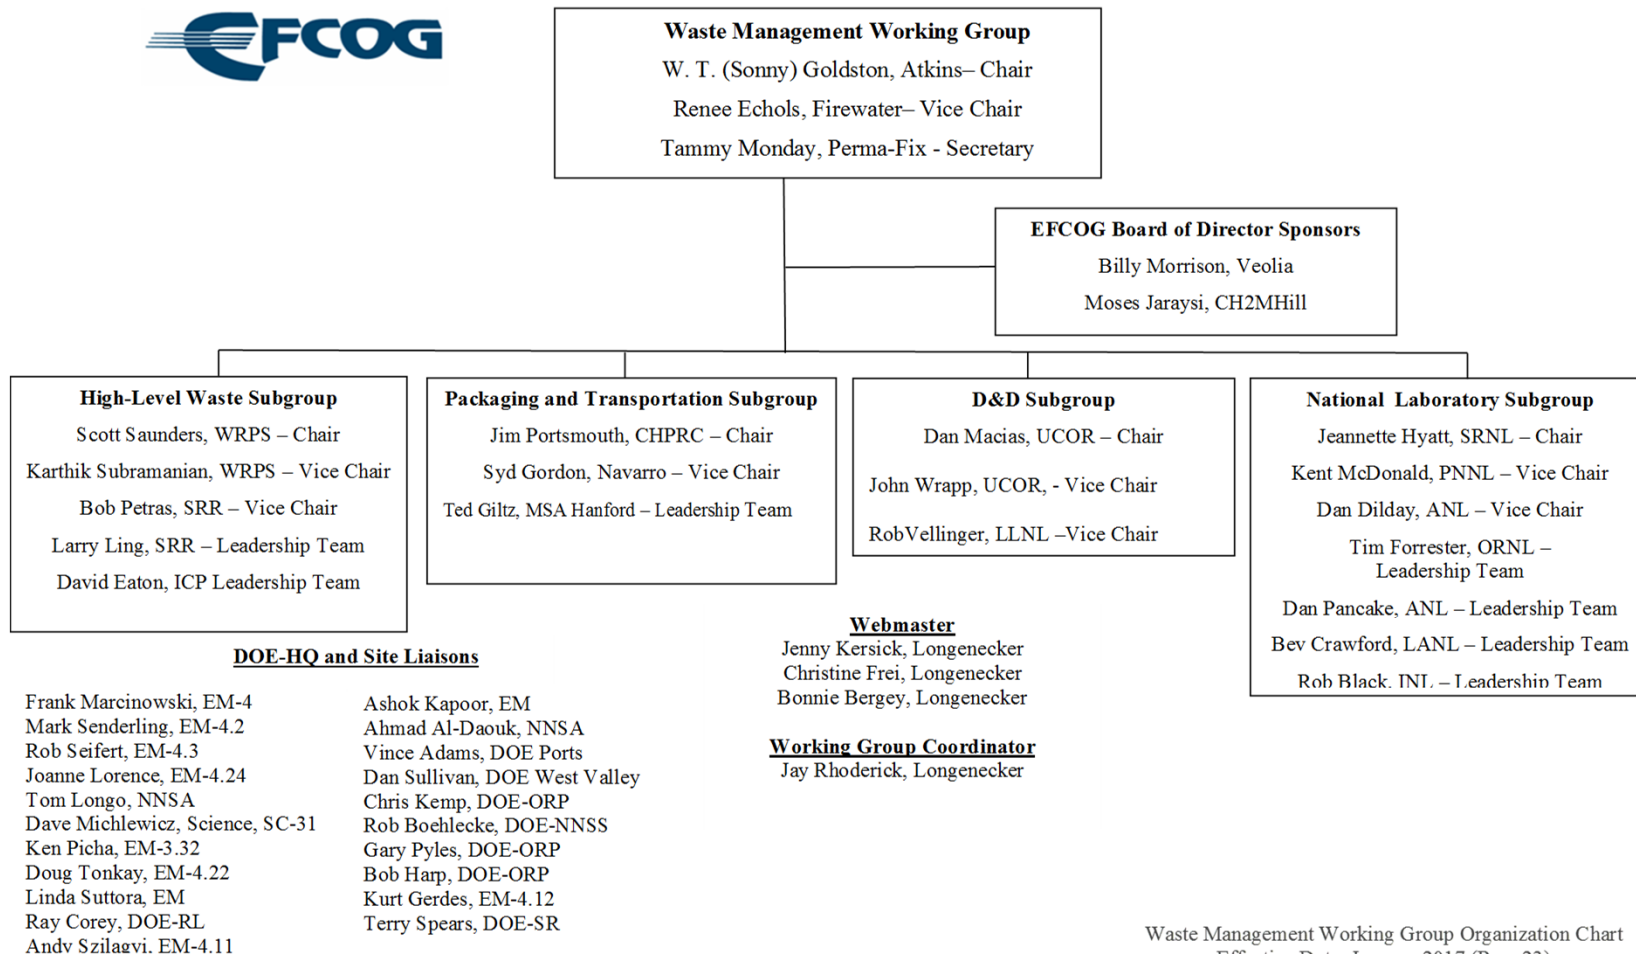 EFCOG
Waste Management Working Group
W. T. (Sonny) Goldston, Atkins– Chair
Renee Echols, Firewater– Vice Chair
Tammy Monday, Perma-Fix - Secretary
EFCOG Board of Director Sponsors
Billy Morrison, Veolia
Moses Jaraysi, CH2MHill
High-Level Waste Subgroup
Scott Saunders, WRPS – Chair
Karthik Subramanian, WRPS – Vice Chair
Bob Petras, SRR – Vice Chair
Larry Ling, SRR – Leadership Team
David Eaton, ICP Leadership Team
Packaging and Transportation Subgroup
Jim Portsmouth, CHPRC – Chair
Syd Gordon, Navarro – Vice Chair
Ted Giltz, MSA Hanford – Leadership Team
D&D Subgroup
Dan Macias, UCOR – Chair
John Wrapp, UCOR, - Vice Chair
RobVellinger, LLNL –Vice Chair
National Laboratory Subgroup
Jeannette Hyatt, SRNL – Chair
Kent McDonald, PNNL – Vice Chair
Dan Dilday, ANL – Vice Chair
Tim Forrester, ORNL –
Leadership Team
Dan Pancake, ANL – Leadership Team
Bev Crawford, LANL – Leadership Team
Rob Black, INL – Leadership Team
DOE-HQ and Site Liaisons
Frank Marcinowski, EM-4
Mark Senderling, EM-4.2
Rob Seifert, EM-4.3
Joanne Lorence, EM-4.24
Tom Longo, NNSA
Dave Michlewicz, Science, SC-31
Ken Picha, EM-3.32
Doug Tonkay, EM-4.22
Linda Suttora, EM
Ray Corey, DOE-RL
Andy Szilagyi, EM-4.11
Ashok Kapoor, EM
Ahmad Al-Daouk, NNSA
Vince Adams, DOE Ports
Dan Sullivan, DOE West Valley
Chris Kemp, DOE-ORP
Rob Boehlecke, DOE-NNSS
Gary Pyles, DOE-ORP
Bob Harp, DOE-ORP
Kurt Gerdes, EM-4.12
Terry Spears, DOE-SR
Webmaster
Jenny Kersick, Longenecker
Christine Frei, Longenecker
Bonnie Bergey, Longenecker
Working Group Coordinator
Jay Rhoderick, Longenecker
Waste Management Working Group Organization Chart
2017